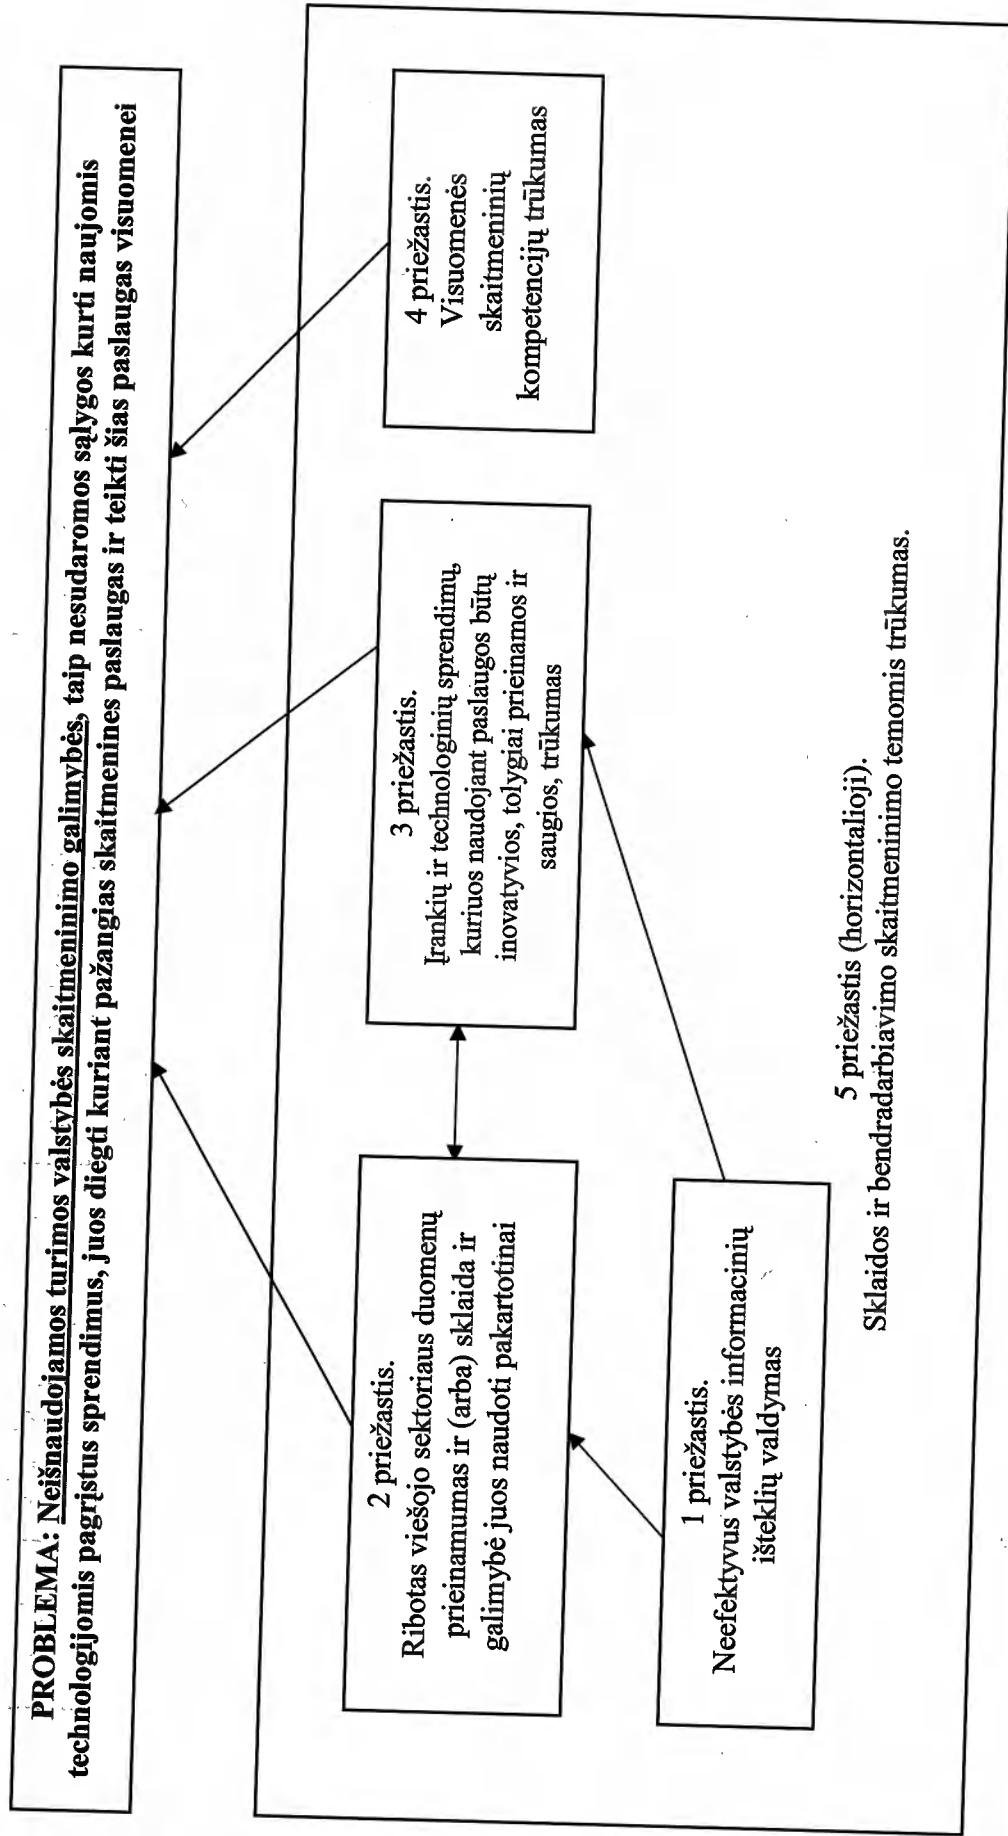 PROBLEMA: Neišnaudojamos turimos valstybės skaitmeninimo galimybės, taip nesudaromos sąlygos kurti naujomis
technologijomis pagrįstus sprendimus, juos diegti kuriant pažangias skaitmenines paslaugas ir teikti šias paslaugas visuomenei
2 priežastis.
Ribotas viešojo sektoriaus duomenų
prieinamumas ir (arba) sklaida ir
galimybė juos naudoti pakartotinai
3 priežastis.
Įrankių ir technologinių sprendimų,
kuriuos naudojant paslaugos būtų
inovatyvios, tolygiai prieinamos ir
saugios, trūkumas
4 priežastis.
Visuomenės
skaitmeninių
kompetencijų trūkumas
1 priežastis.
Neefektyvus valstybės informacinių
išteklių valdymas
5 priežastis (horizontalioji).
Sklaidos ir bendradarbiavimo skaitmeninimo temomis trūkumas.